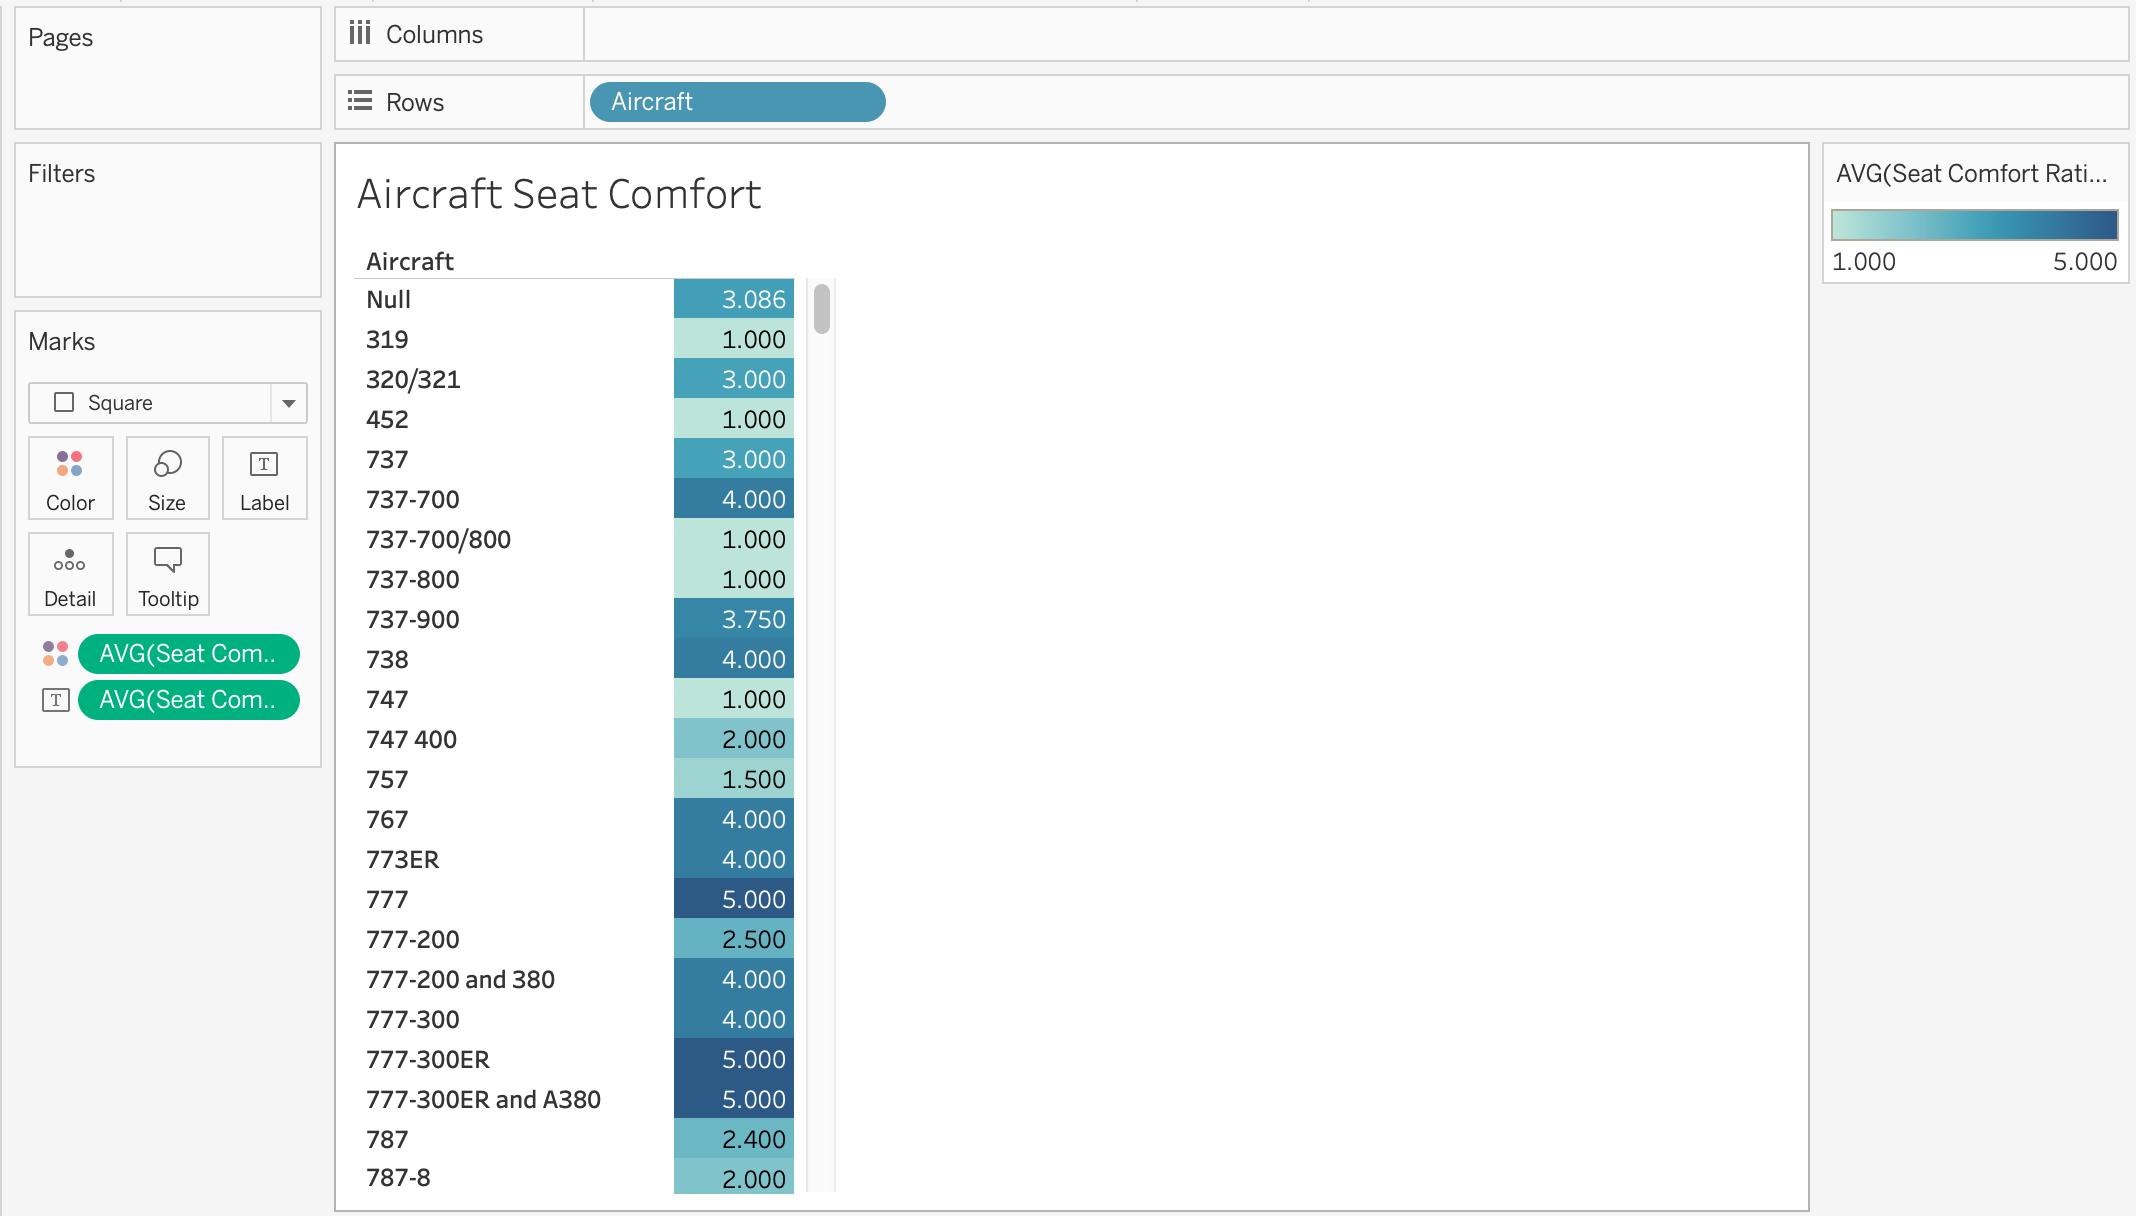 Pages
Columns
Rows
Aircraft
Filters
Marks
Square
Color
Size
T
Label
Detail
Tooltip
AVG(Seat Com..
T
AVG(Seat Com..
Aircraft Seat Comfort
Aircraft
Null 3.086
319 1.000
320/321 3.000
452 1.000
737 3.000
737-700 4.000
737-700/800 1.000
737-800 1.000
737-900 3.750
738 4.000
747 1.000
747 400 2.000
757 1.500
767 4.000
773ER 4.000
777 5.000
777-200 2.500
777-200 and 380 4.000
777-300 4.000
777-300ER 5.000
777-300ER and A380 5.000
787 2.400
787-8 2.000
AVG(Seat Comfort Rati...
1.000 5.000